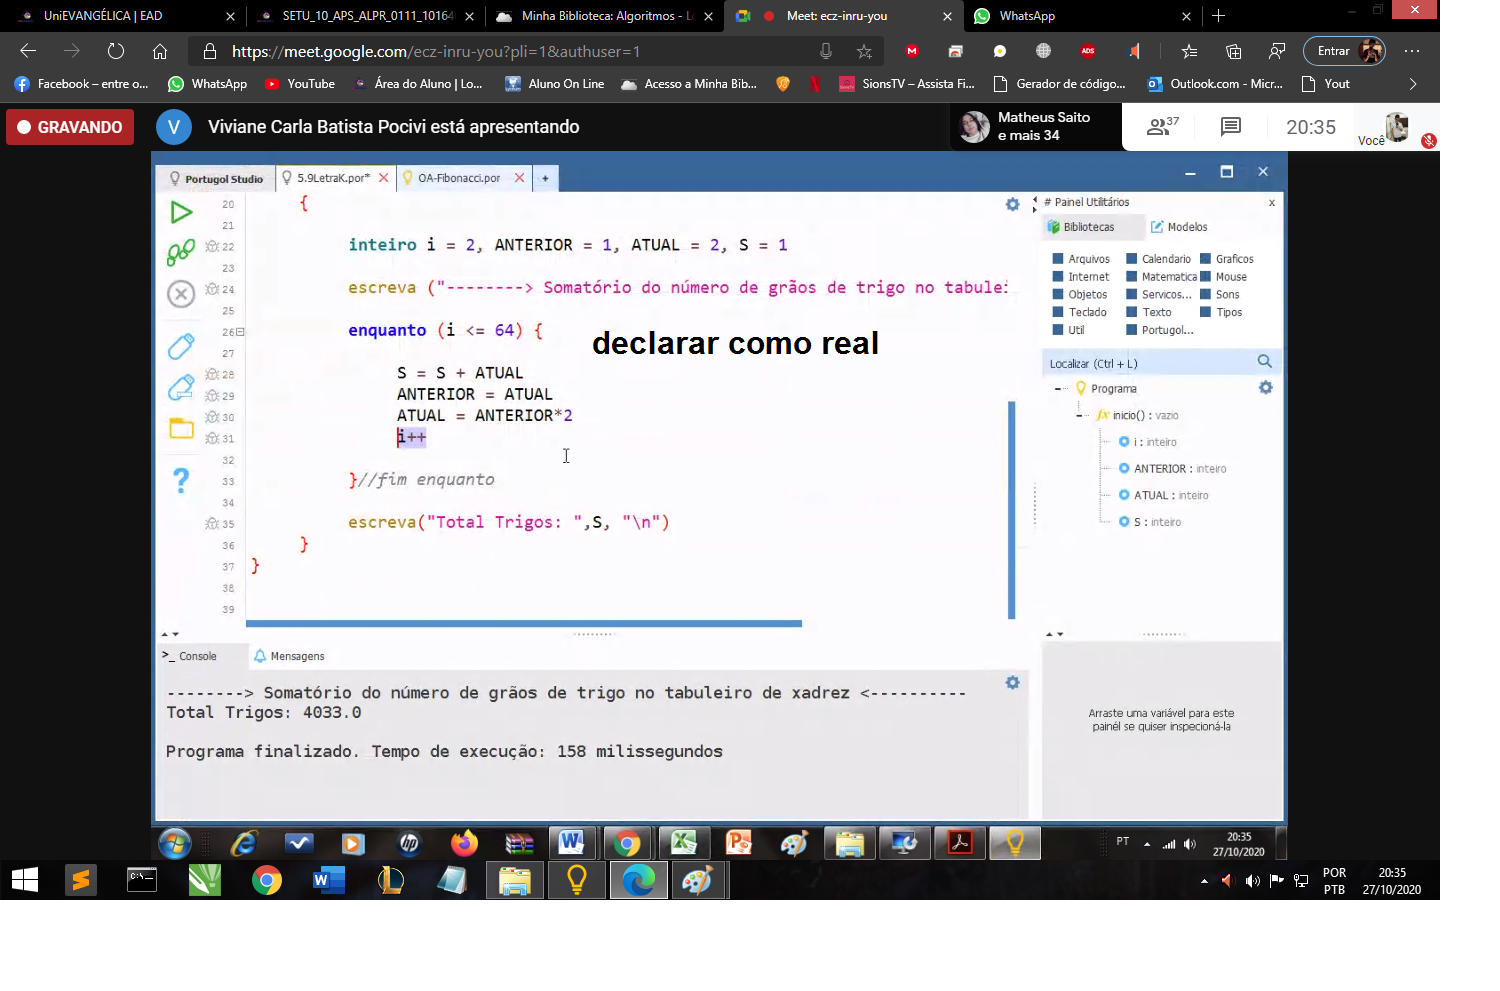 UniEVANGÉLICA | EAD
SETU_10_APS_ALPR_0111_10164
Minha Biblioteca: Algoritmos - Lo
Meet: ecz-inru-you
WhatsApp
https://meet.google.com/ecz-inru-you?pli=1&authuser=1
Entrar
Facebook – entre o...
WhatsApp
YouTube
Área do Aluno | Lo...
Aluno On Line
Acesso a Minha Bib...
SionsTV – Assista Fi...
Gerador de código...
Outlook.com - Micr...
Yout
GRAVANDO
V
Viviane Carla Batista Pocivi está apresentando
Matheus Saito
e mais 34
37
20:35
Você
Portugol Studio
5.9LetraK.por*
OA-Fibonacci.por
+
20 {
21
22 inteiro i = 2, ANTERIOR = 1, ATUAL = 2, S = 1
23
24 escreva ("--------> Somatório do número de grãos de trigo no tabulei
25
26 enquanto (i <= 64) {
declarar como real
27
28 S = S + ATUAL
29 ANTERIOR = ATUAL
30 ATUAL = ANTERIOR*2
31 i++
32
33 }//fim enquanto
34
35 escreva("Total Trigos: ",S, "\n")
36 }
37 }
38
39
# Painel Utilitários
x
Bibliotecas
Modelos
Arquivos Calendario Graficos
Internet Matematica Mouse
Objetos Servicos... Sons
Teclado Texto Tipos
Util Portugol...
Localizar (Ctrl + L)
Programa
fx inicio() : vazio
i : inteiro
ANTERIOR : inteiro
ATUAL : inteiro
S : inteiro
>_ Console
Mensagens
--------> Somatório do número de grãos de trigo no tabuleiro de xadrez <----------
Total Trigos: 4033.0
Programa finalizado. Tempo de execução: 158 milissegundos
Arraste uma variável para este
painél se quiser inspecioná-la
PT
20:35
27/10/2020
POR
PTB
20:35
27/10/2020